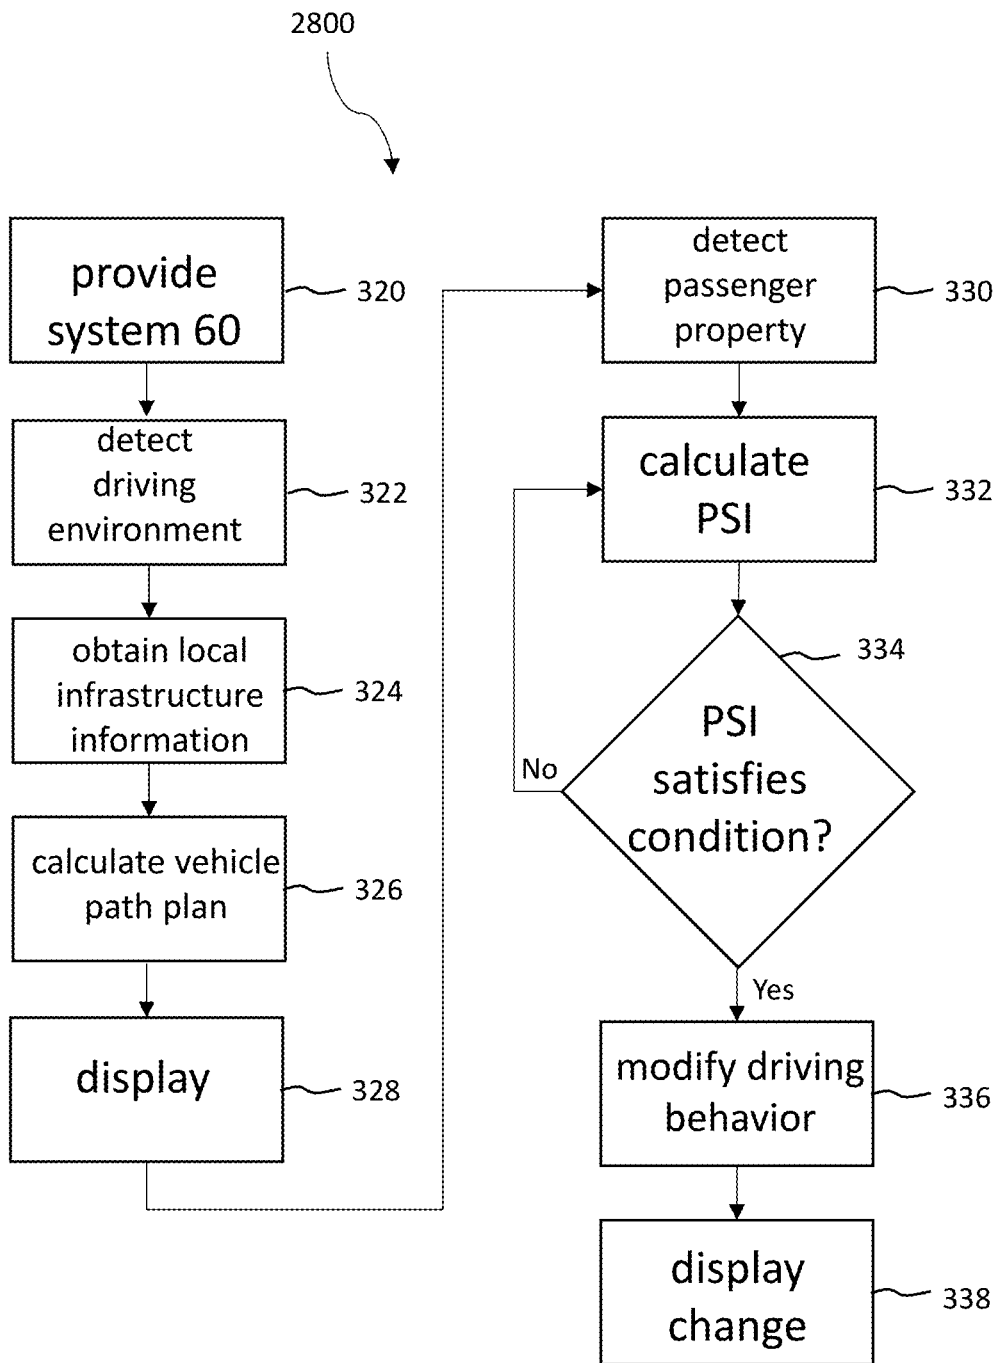 2800
provide
system 60
320
detect
driving
environment
322
obtain local
infrastructure
information
324
calculate vehicle
path plan
326
display
328
detect
passenger
property
330
calculate
PSI
332
334
PSI
satisfies
condition?
No
Yes
modify driving
behavior
336
display
change
338